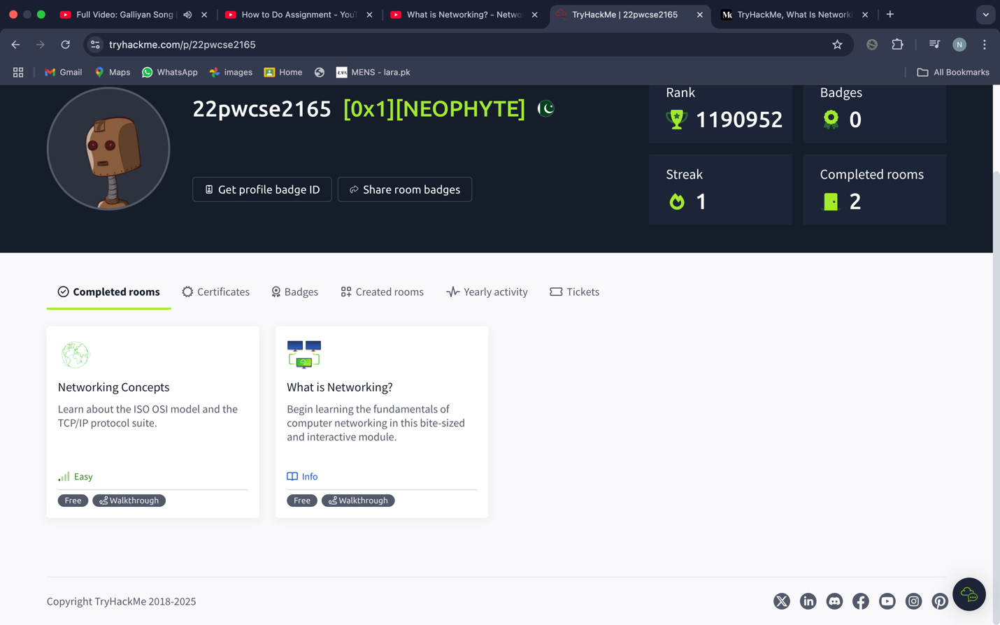 Full Video: Galliyan Song
How to Do Assignment - YouT
What is Networking? - Netwo
TryHackMe | 22pwcse2165
TryHackMe, What Is Networki
tryhackme.com/p/22pwcse2165
N
Gmail
Maps
WhatsApp
images
Home
MENS - lara.pk
All Bookmarks
22pwcse2165 [0x1][NEOPHYTE]
Get profile badge ID
Share room badges
Rank
1190952
Badges
0
Streak
1
Completed rooms
2
Completed rooms
Certificates
Badges
Created rooms
Yearly activity
Tickets
Networking Concepts
Learn about the ISO OSI model and the
TCP/IP protocol suite.
Easy
Free
Walkthrough
What is Networking?
Begin learning the fundamentals of
computer networking in this bite-sized
and interactive module.
Info
Free
Walkthrough
Copyright TryHackMe 2018-2025